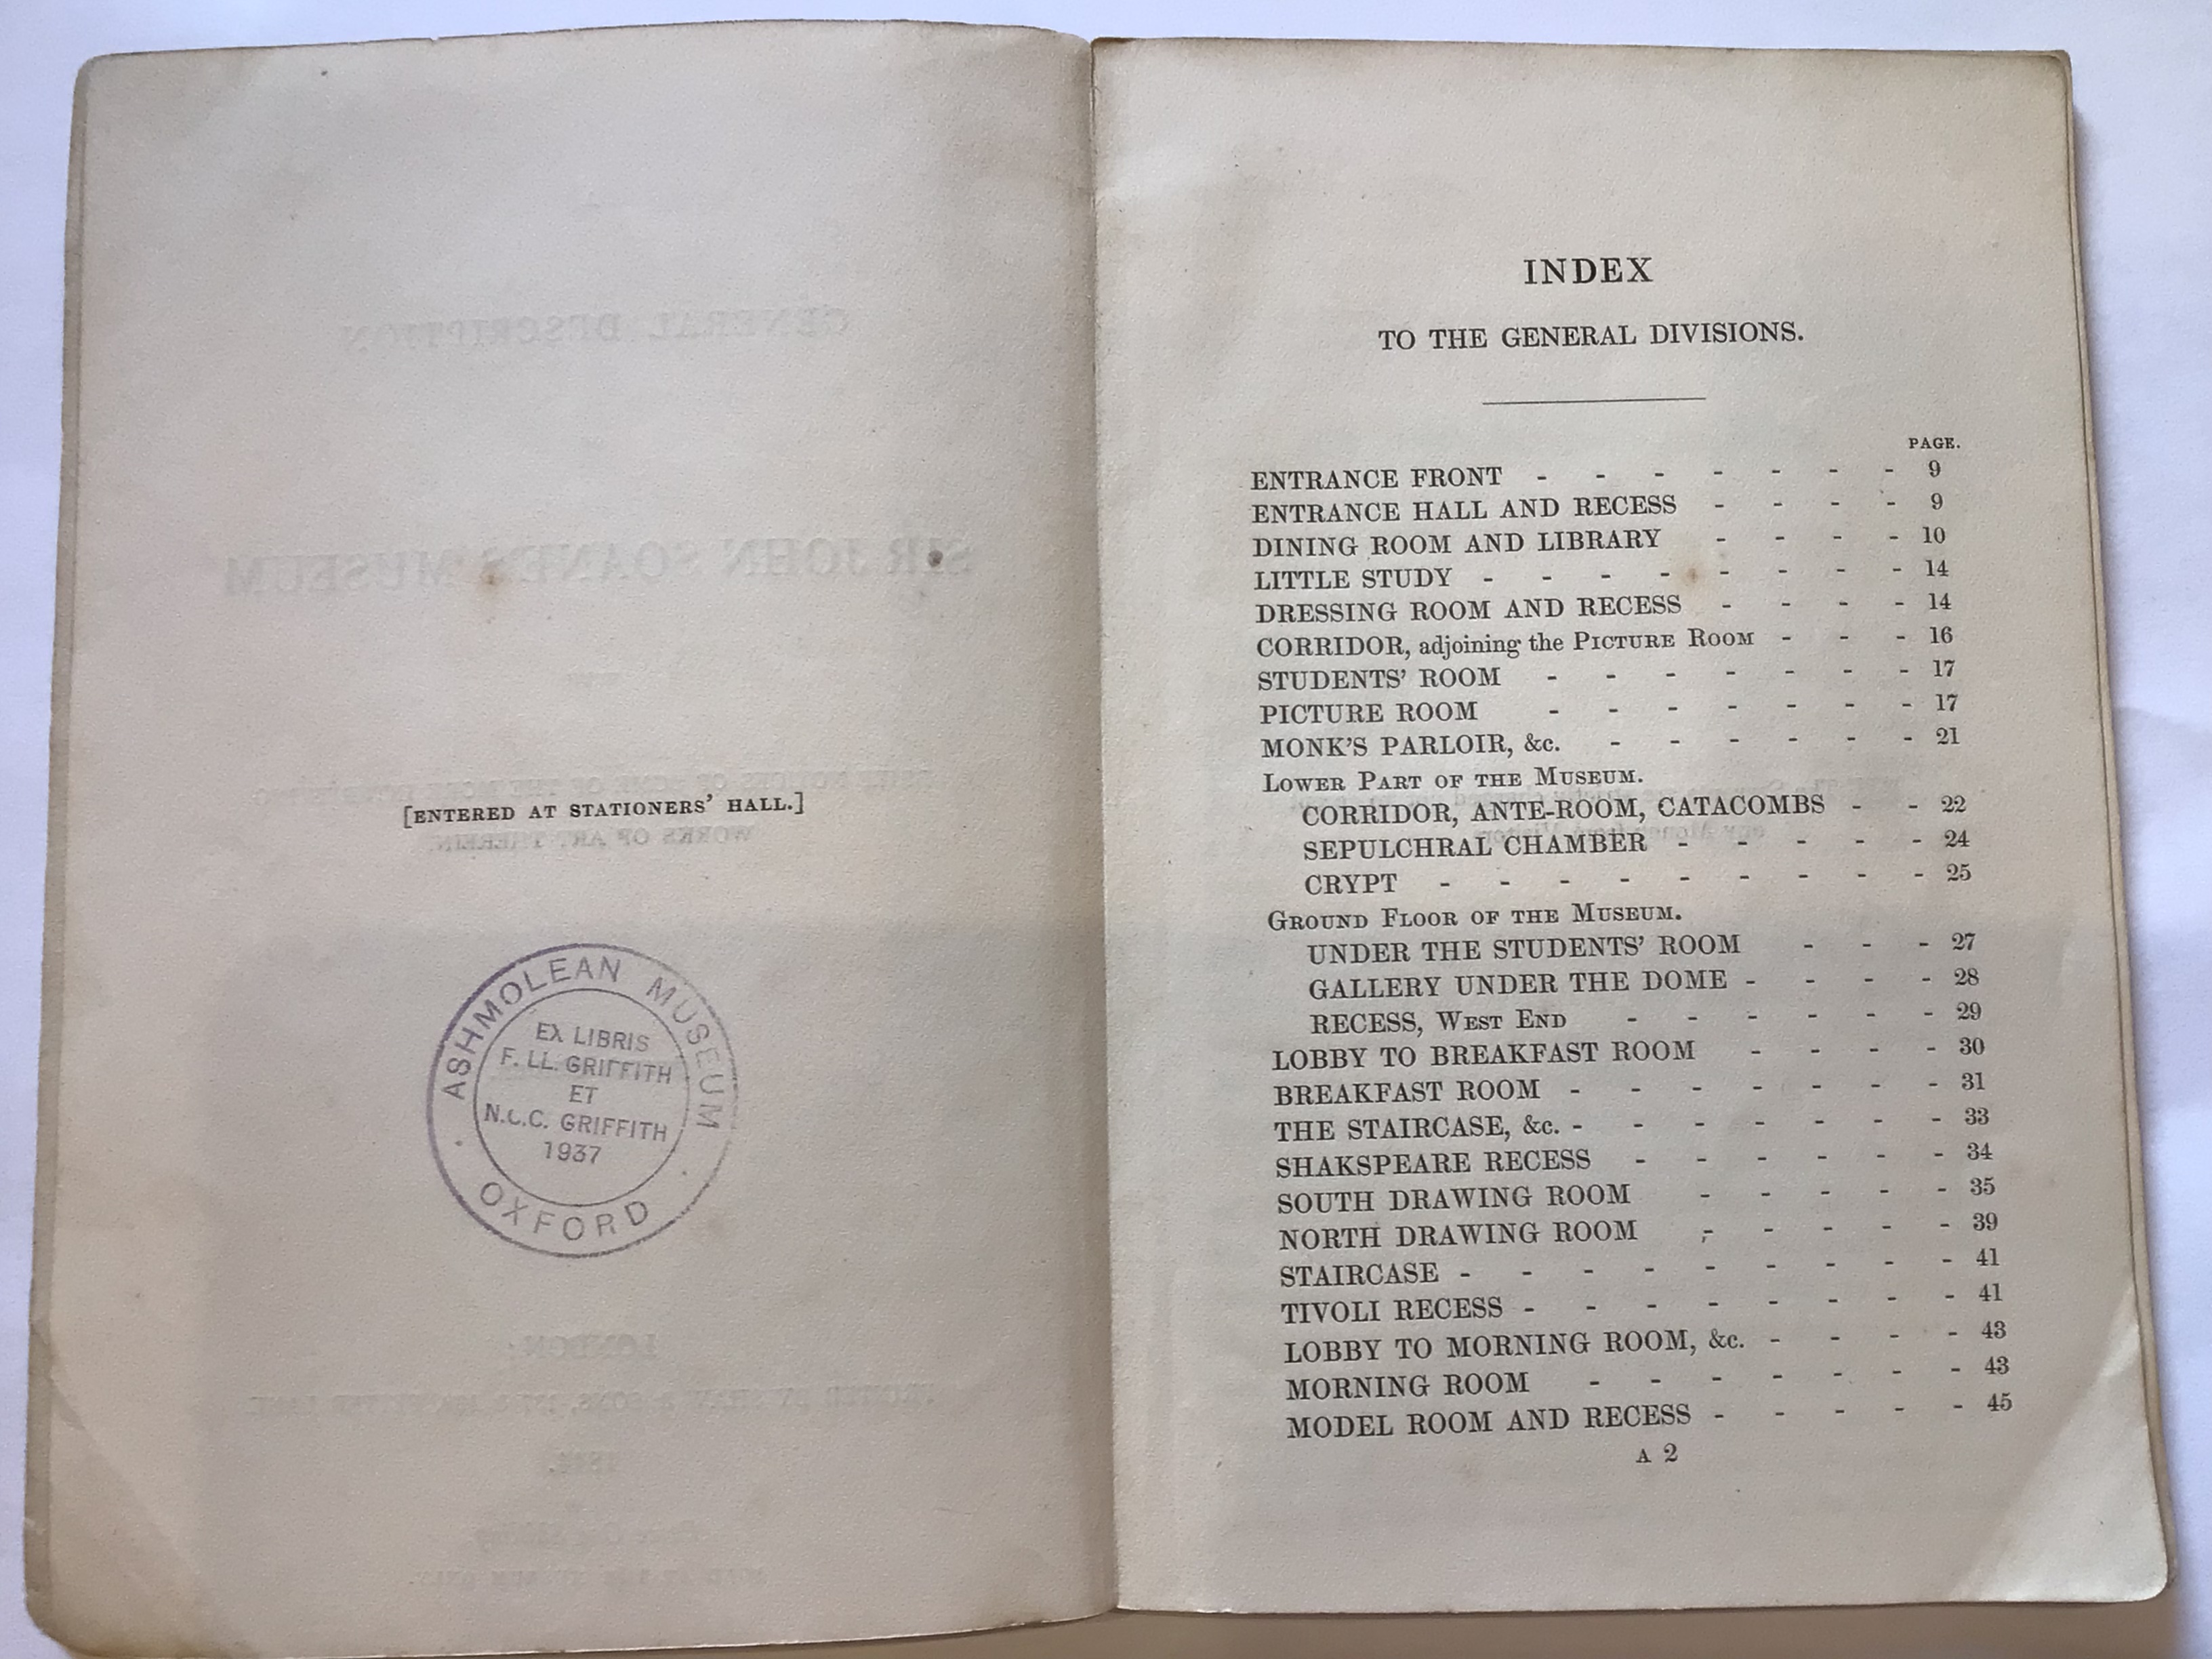 [ENTERED AT STATIONERS' HALL.]
ASHMOLEAN MUSEUM
EX LIBRIS
F. LL. GRIFFITH
ET
N.C.C. GRIFFITH
1937
OXFORD
INDEX
TO THE GENERAL DIVISIONS.
PAGE.
ENTRANCE FRONT - - - - - - - 9
ENTRANCE HALL AND RECESS - - - - 9
DINING ROOM AND LIBRARY - - - - 10
LITTLE STUDY - - - - - - - - 14
DRESSING ROOM AND RECESS - - - - 14
CORRIDOR, adjoining the PICTURE ROOM - - - 16
STUDENTS' ROOM - - - - - - - 17
PICTURE ROOM - - - - - - - 17
MONK'S PARLOIR, &c. - - - - - - 21
LOWER PART OF THE MUSEUM.
CORRIDOR, ANTE-ROOM, CATACOMBS - - 22
SEPULCHRAL CHAMBER - - - - - 24
CRYPT - - - - - - - - - 25
GROUND FLOOR OF THE MUSEUM.
UNDER THE STUDENTS' ROOM - - - 27
GALLERY UNDER THE DOME - - - - 28
RECESS, WEST END - - - - - - 29
LOBBY TO BREAKFAST ROOM - - - - 30
BREAKFAST ROOM - - - - - - - 31
THE STAIRCASE, &c. - - - - - - - 33
SHAKSPEARE RECESS - - - - - - 34
SOUTH DRAWING ROOM - - - - - 35
NORTH DRAWING ROOM - - - - - 39
STAIRCASE - - - - - - - - - 41
TIVOLI RECESS - - - - - - - - 41
LOBBY TO MORNING ROOM, &c. - - - - 43
MORNING ROOM - - - - - - - 43
MODEL ROOM AND RECESS - - - - - 45
A 2